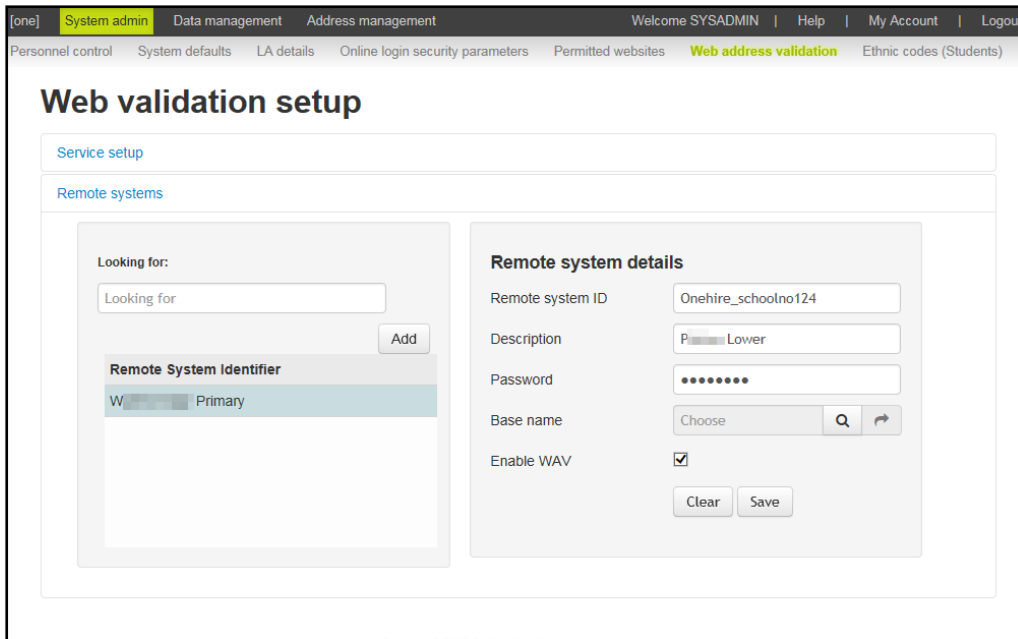 [one] System admin Data management Address management Welcome SYSADMIN | Help | My Account | Logou
Personnel control System defaults LA details Online login security parameters Permitted websites Web address validation Ethnic codes (Students)
Web validation setup
Service setup
Remote systems
Looking for:
Looking for
Add
Remote System Identifier
W Primary
Remote system details
Remote system ID Onehire_schoolno124
Description P Lower
Password ●●●●●●●●
Base name Choose
Enable WAV
Clear Save